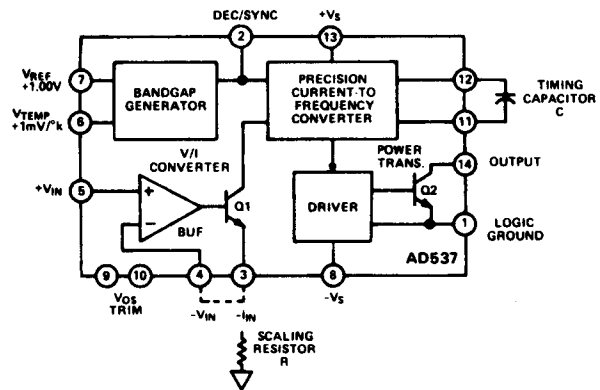 DEC/SYNC
+VS
2
13
VREF
+1.00V
7
BANDGAP
GENERATOR
PRECISION
CURRENT-TO
FREQUENCY
CONVERTER
12
TIMING
CAPACITOR
C
VTEMP
+1mV/°k
6
11
V/I
CONVERTER
POWER
TRANS.
14
OUTPUT
+VIN
5
+
−
BUF
Q1
DRIVER
Q2
1
LOGIC
GROUND
AD537
9
10
4
3
8
VOS
TRIM
-VIN
-IIN
-VS
SCALING
RESISTOR
R